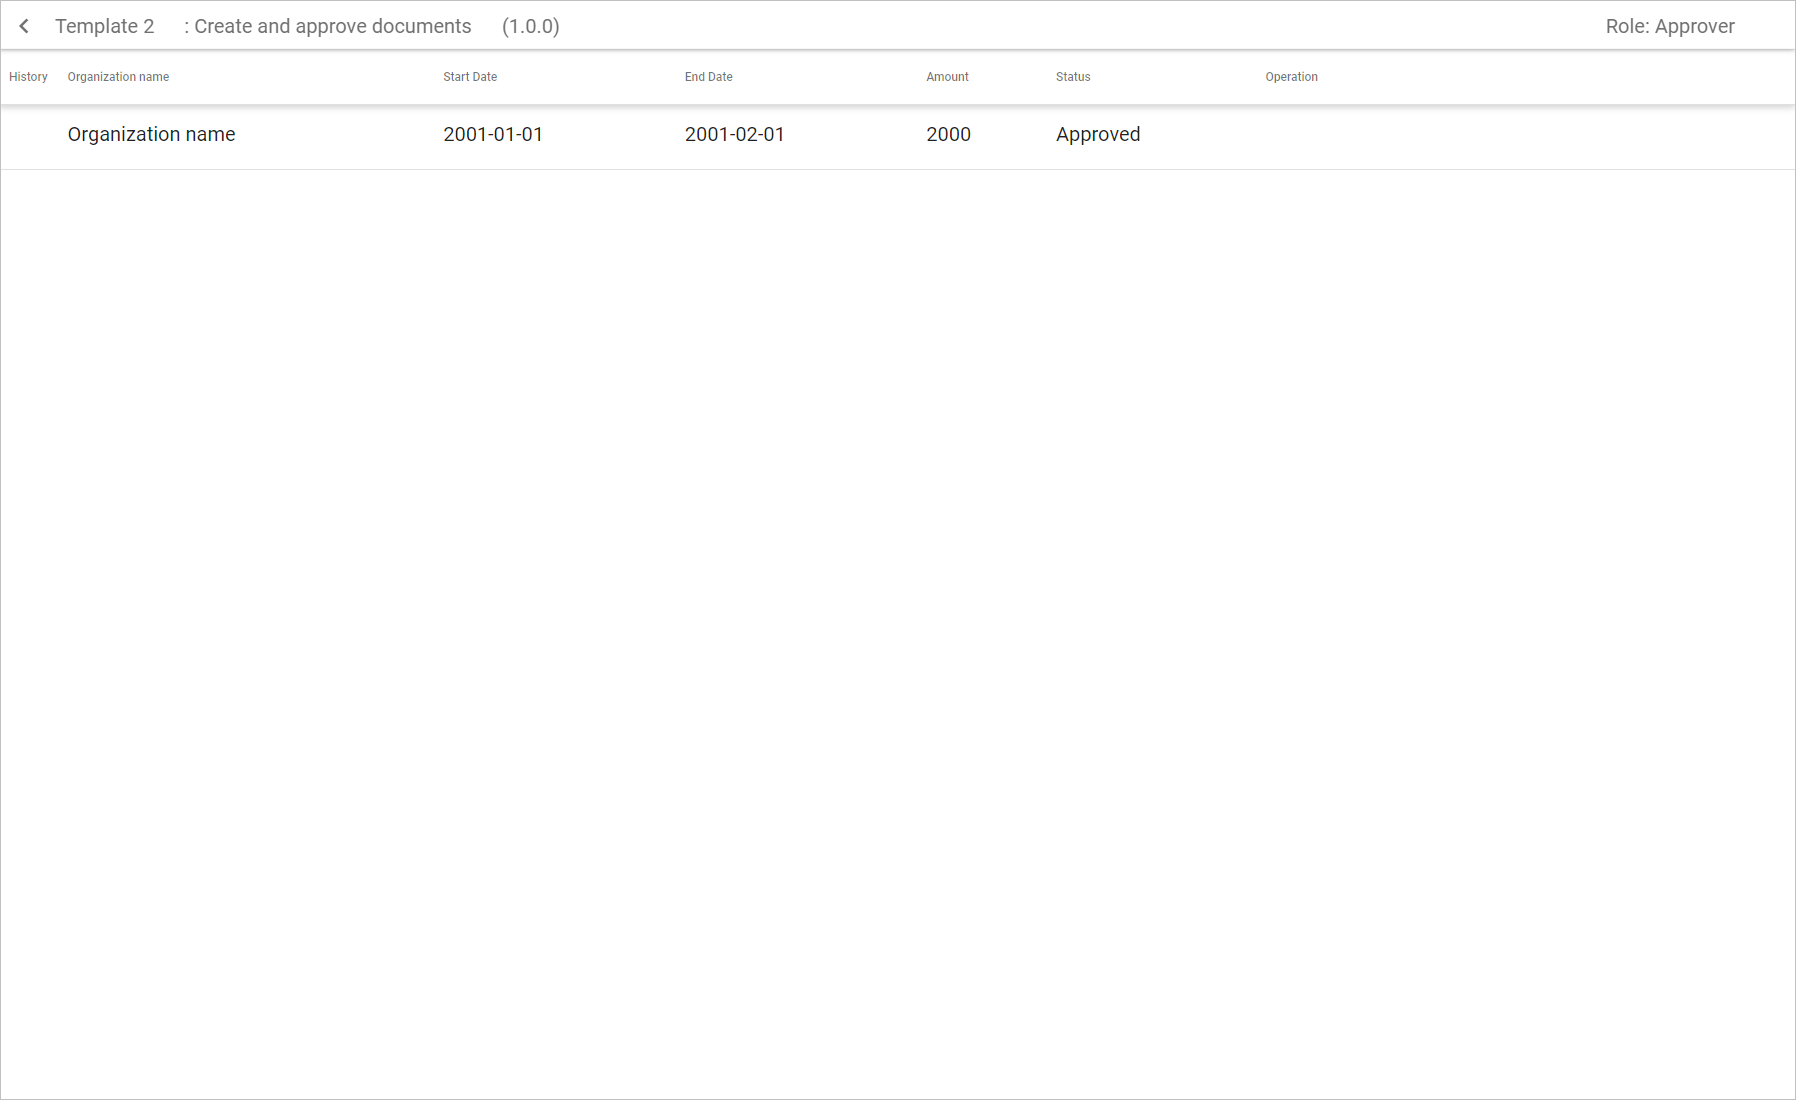 Template 2 : Create and approve documents (1.0.0) Role: Approver
History Organization name Start Date End Date Amount Status Operation
Organization name 2001-01-01 2001-02-01 2000 Approved